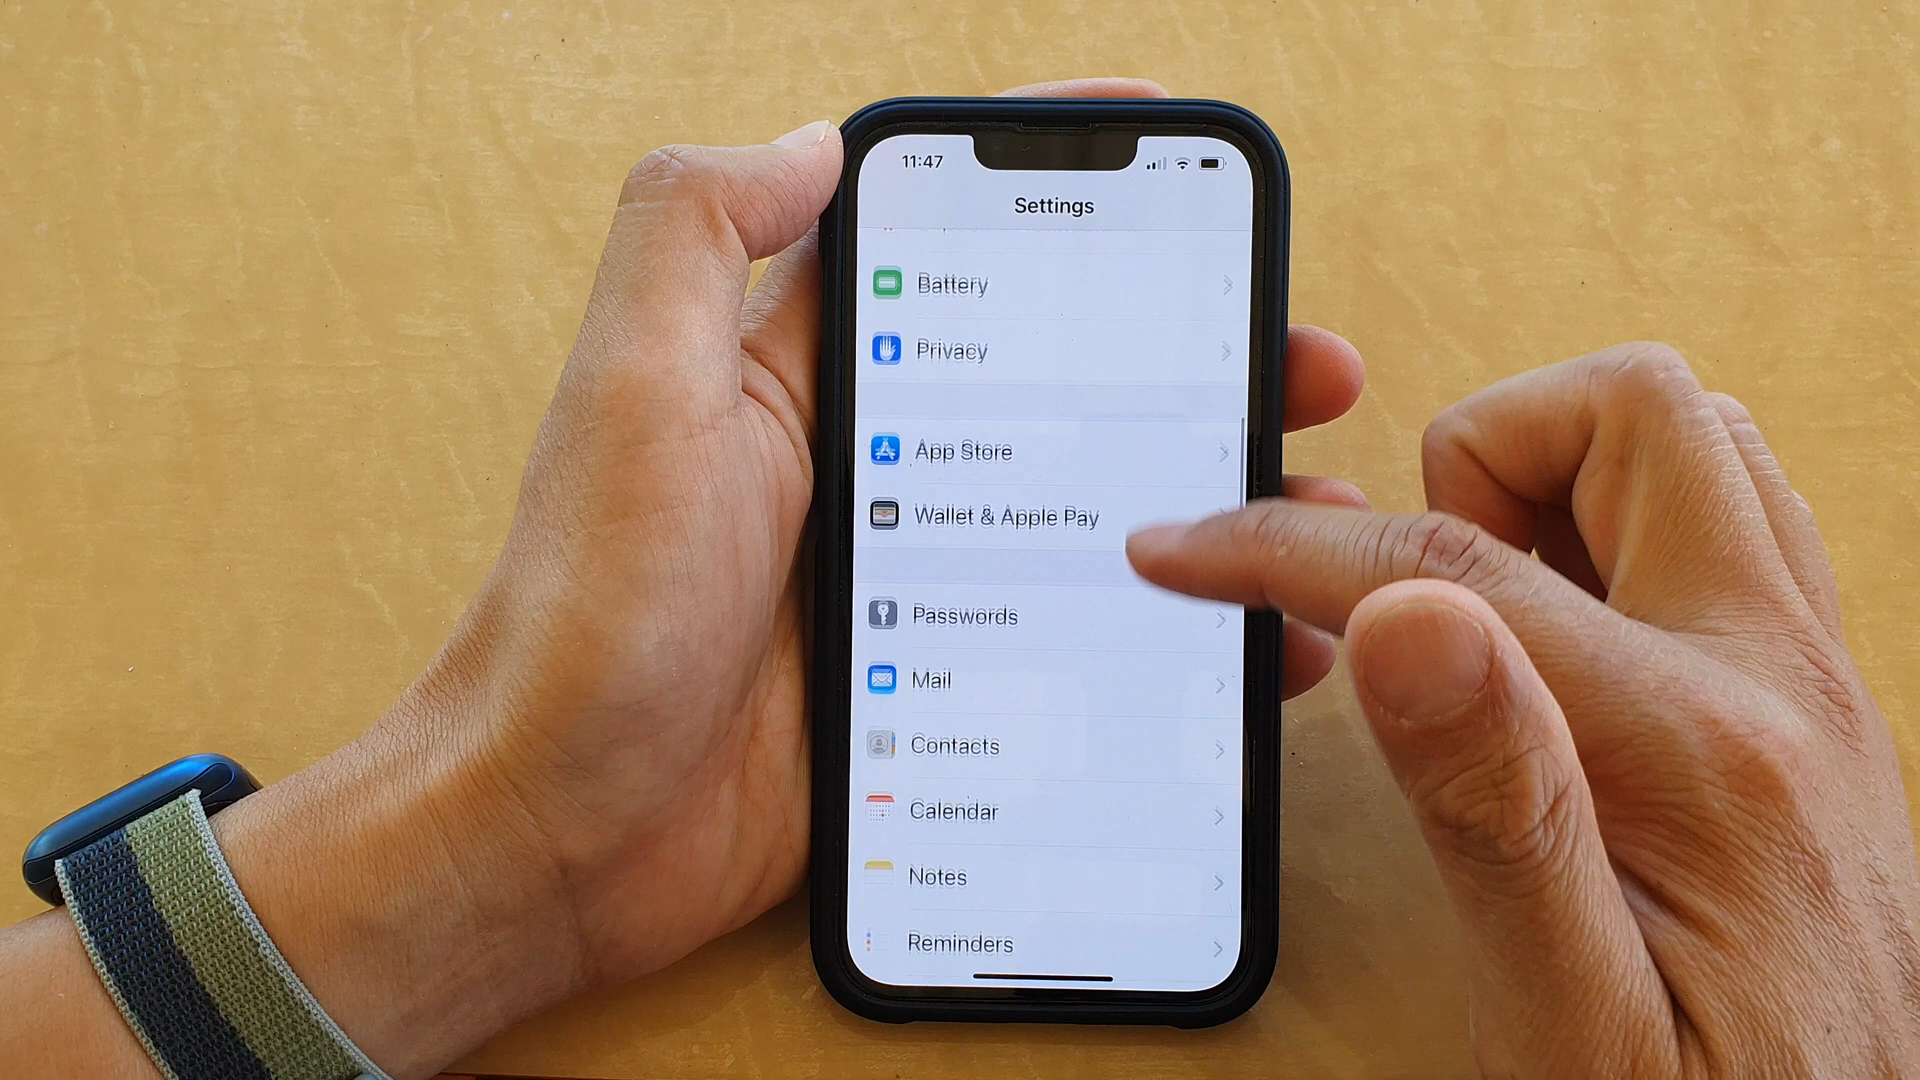 11:47
Settings
Battery
Privacy
App Store
Wallet & Apple Pay
Passwords
Mail
Contacts
Calendar
Notes
Reminders